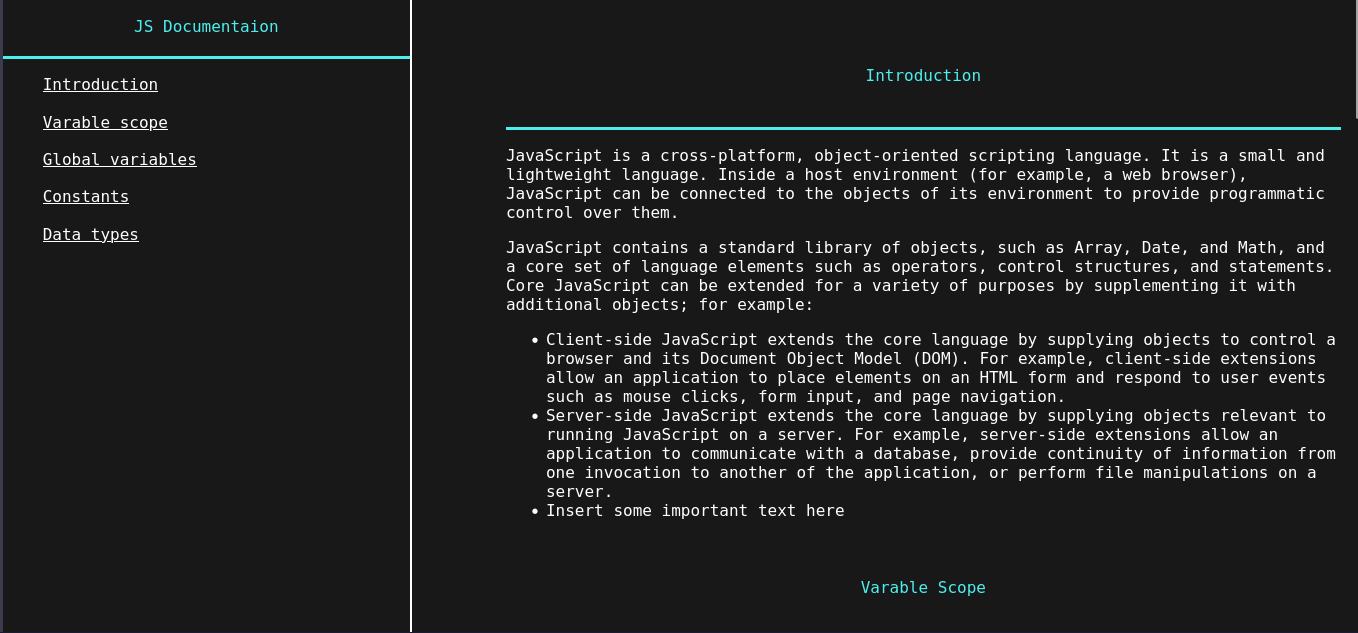 JS Documentaion
Introduction
Varable scope
Global variables
Constants
Data types
Introduction
JavaScript is a cross-platform, object-oriented scripting language. It is a small and
lightweight language. Inside a host environment (for example, a web browser),
JavaScript can be connected to the objects of its environment to provide programmatic
control over them.
JavaScript contains a standard library of objects, such as Array, Date, and Math, and
a core set of language elements such as operators, control structures, and statements.
Core JavaScript can be extended for a variety of purposes by supplementing it with
additional objects; for example:
• Client-side JavaScript extends the core language by supplying objects to control a
browser and its Document Object Model (DOM). For example, client-side extensions
allow an application to place elements on an HTML form and respond to user events
such as mouse clicks, form input, and page navigation.
• Server-side JavaScript extends the core language by supplying objects relevant to
running JavaScript on a server. For example, server-side extensions allow an
application to communicate with a database, provide continuity of information from
one invocation to another of the application, or perform file manipulations on a
server.
• Insert some important text here
Varable Scope